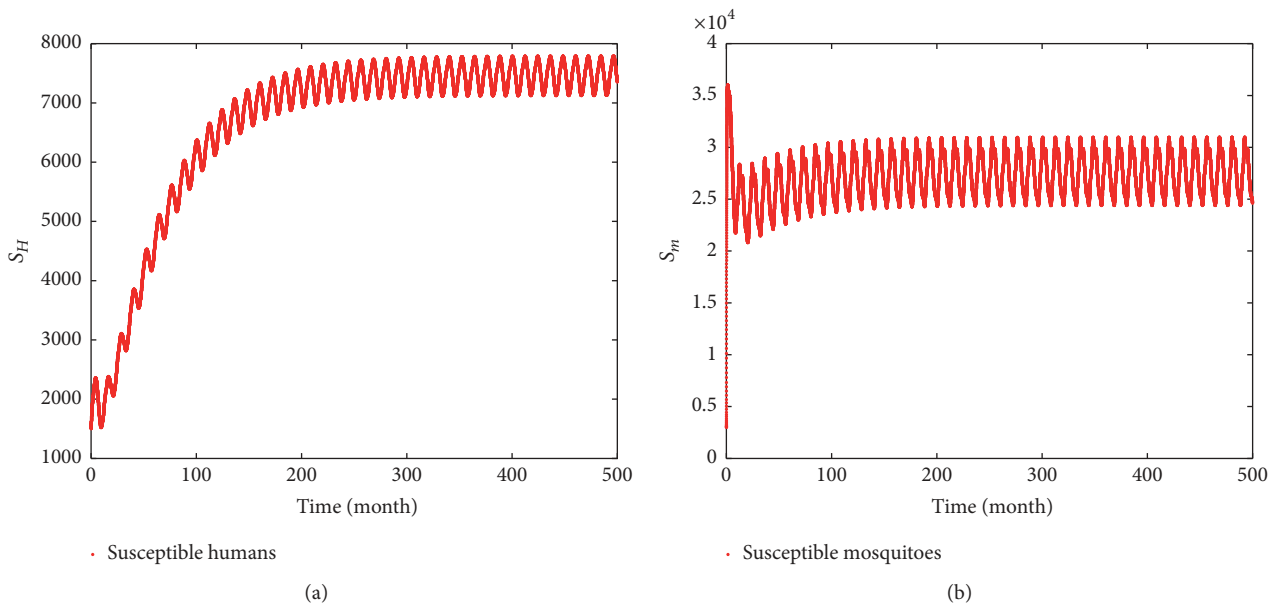 8000
7000
6000
5000
4000
3000
2000
1000
S_H
0 100 200 300 400 500
Time (month)
Susceptible humans
(a)
×10^4
4
3.5
3
2.5
2
1.5
1
0.5
0
S_m
0 100 200 300 400 500
Time (month)
Susceptible mosquitoes
(b)